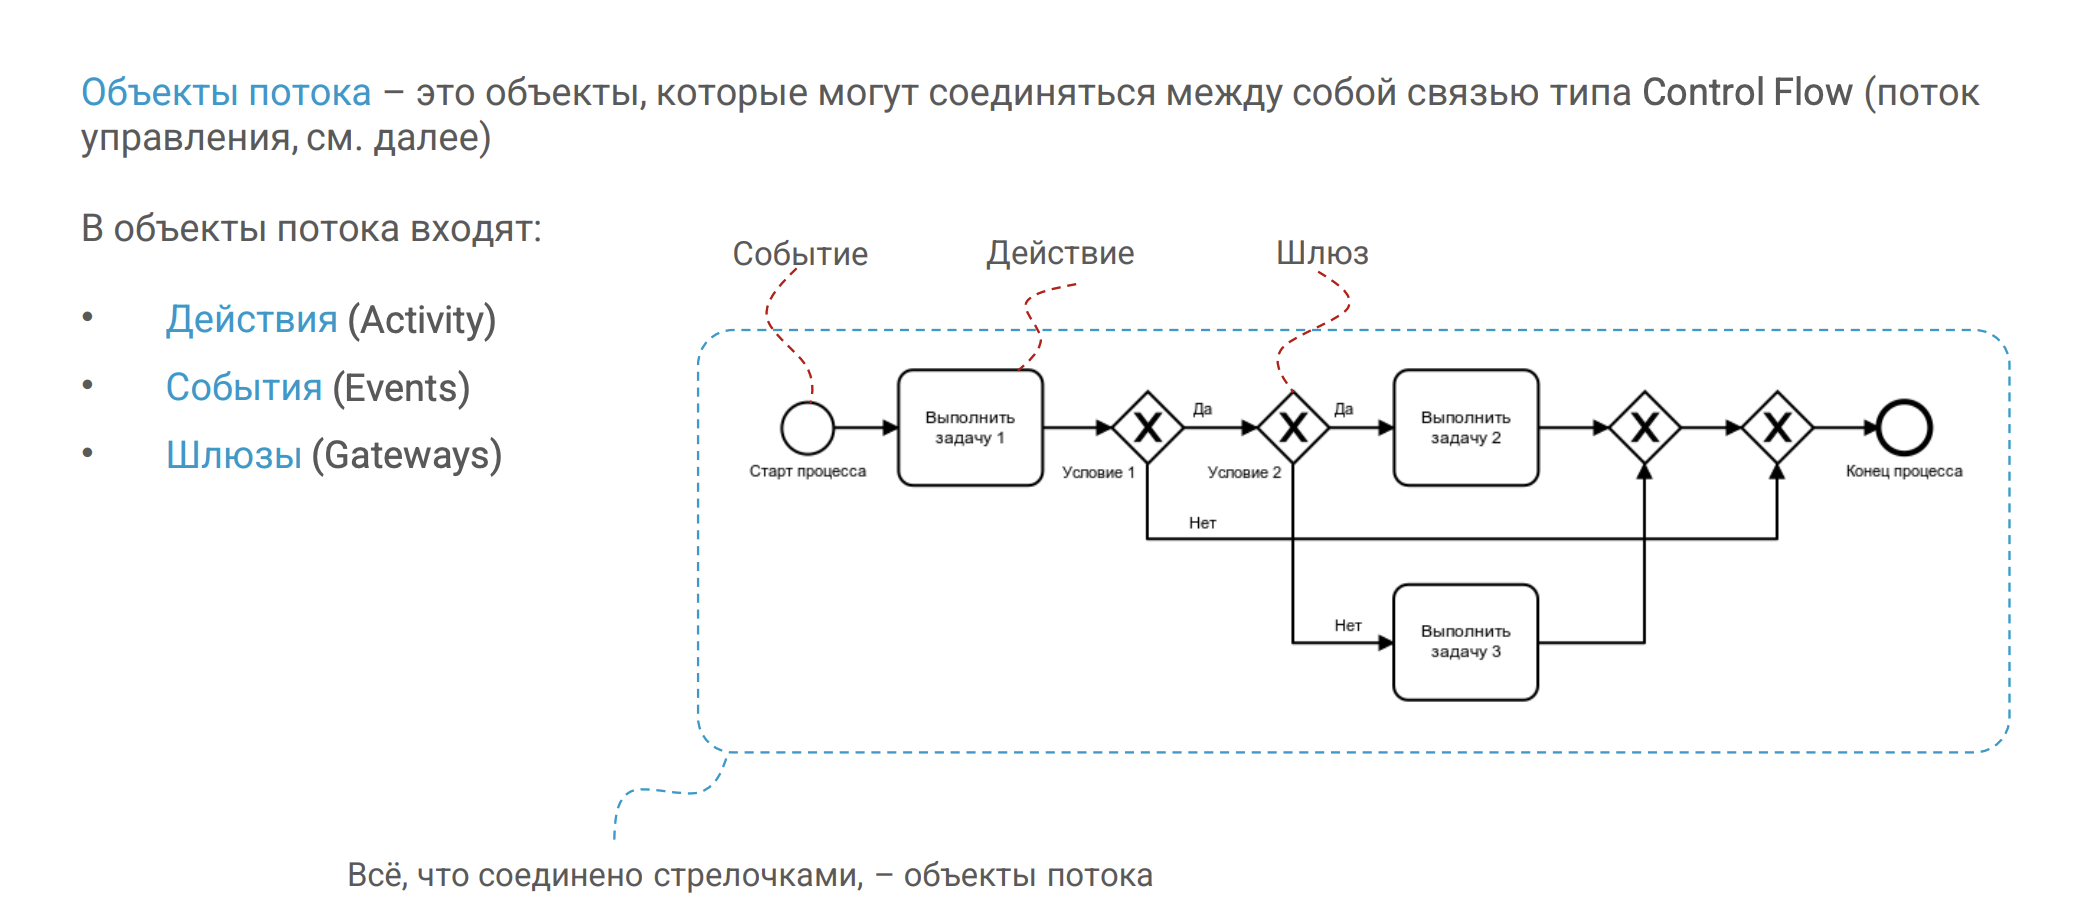 Объекты потока – это объекты, которые могут соединяться между собой связью типа Control Flow (поток
управления, см. далее)
В объекты потока входят:
• Действия (Activity)
• События (Events)
• Шлюзы (Gateways)
Событие
Действие
Шлюз
Старт процесса
Выполнить
задачу 1
X
Условие 1
Да
X
Условие 2
Да
Выполнить
задачу 2
X
X
Конец процесса
Нет
Нет
Выполнить
задачу 3
Всё, что соединено стрелочками, – объекты потока